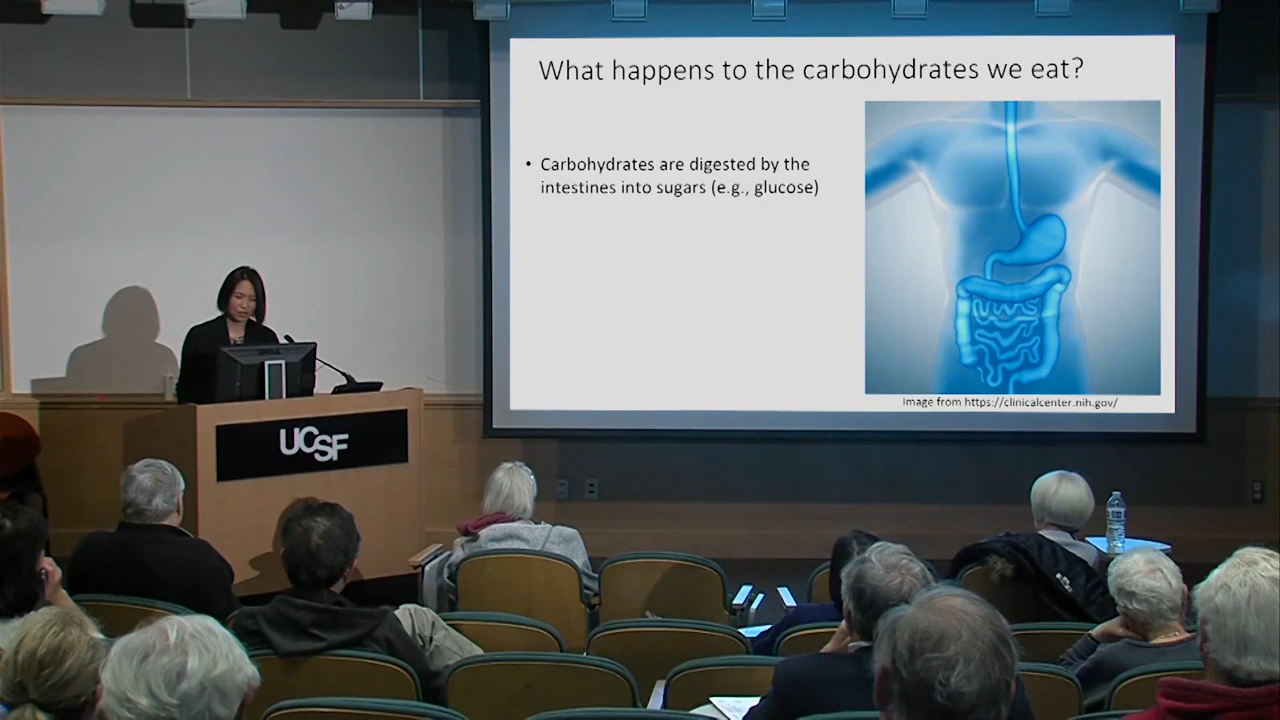 What happens to the carbohydrates we eat?
• Carbohydrates are digested by the
intestines into sugars (e.g., glucose)
Image from https://clinicalcenter.nih.gov/
UCSF